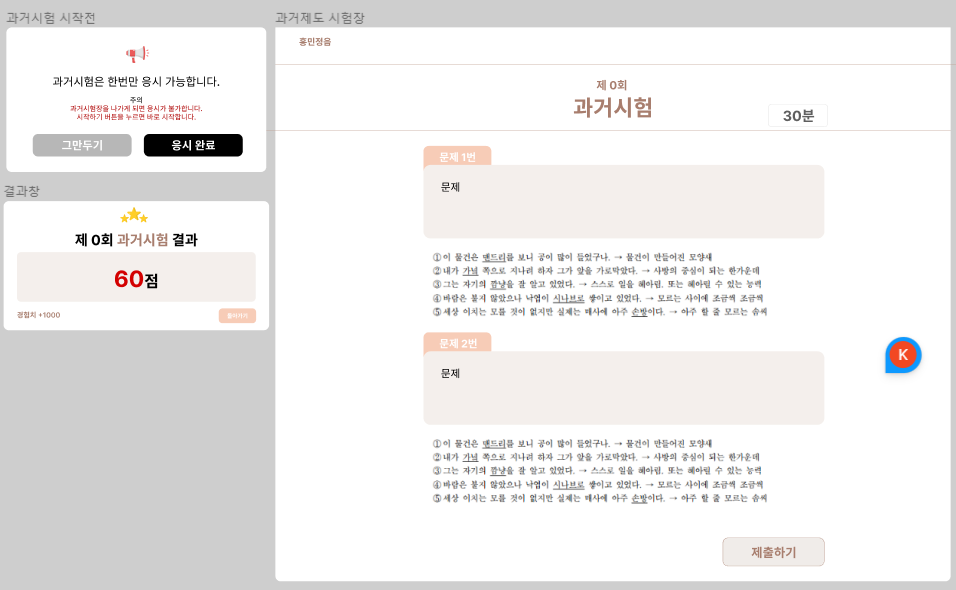 과거시험 시작전
과거시험은 한번만 응시 가능합니다.
주의
과거시험장을 나가게 되면 응시가 불가합니다.
시작하기 버튼을 누르면 바로 시작합니다.
그만두기
응시 완료
결과창
제 0회 과거시험 결과
60점
경험치 +1000
돌아가기
과거제도 시험장
홍민정음
제 0회
과거시험
30분
문제 1번
문제
① 이 물건은 맨드리를 보니 공이 많이 들었구나. → 물건이 만들어진 모양새
② 내가 가녘 쪽으로 지나려 하자 그가 앞을 가로막았다. → 사방의 중심이 되는 한가운데
③ 그는 자기의 깜냥을 잘 알고 있었다. → 스스로 일을 헤아림. 또는 헤아릴 수 있는 능력
④ 바람은 불지 않았으나 낙엽이 시나브로 쌓이고 있었다. → 모르는 사이에 조금씩 조금씩
⑤ 세상 이치는 모를 것이 없지만 실제는 매사에 아주 손방이다. → 아주 할 줄 모르는 솜씨
문제 2번
문제
① 이 물건은 맨드리를 보니 공이 많이 들었구나. → 물건이 만들어진 모양새
② 내가 가녘 쪽으로 지나려 하자 그가 앞을 가로막았다. → 사방의 중심이 되는 한가운데
③ 그는 자기의 깜냥을 잘 알고 있었다. → 스스로 일을 헤아림. 또는 헤아릴 수 있는 능력
④ 바람은 불지 않았으나 낙엽이 시나브로 쌓이고 있었다. → 모르는 사이에 조금씩 조금씩
⑤ 세상 이치는 모를 것이 없지만 실제는 매사에 아주 손방이다. → 아주 할 줄 모르는 솜씨
K
제출하기